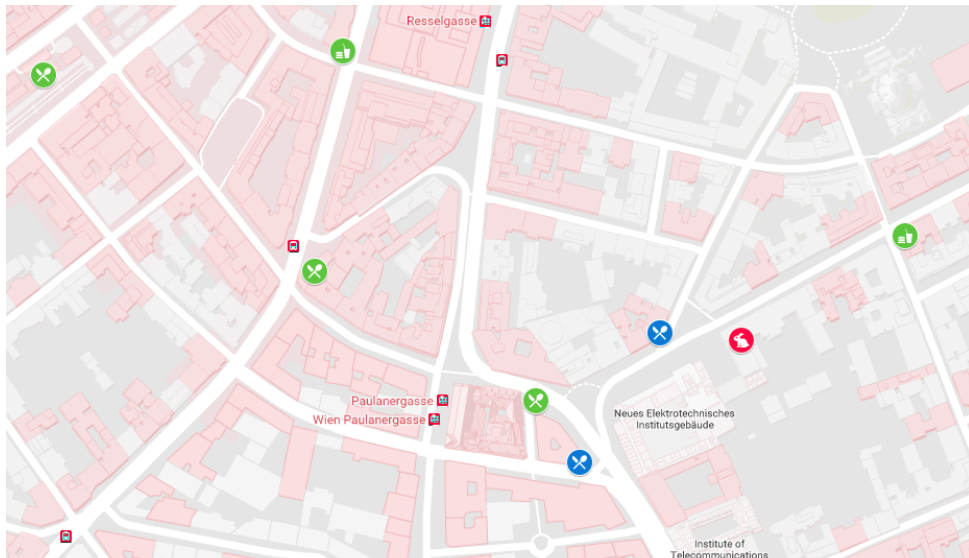 Resselgasse
Paulanergasse
Wien Paulanergasse
Neues Elektrotechnisches
Institutsgebäude
Institute of
Telecommunications